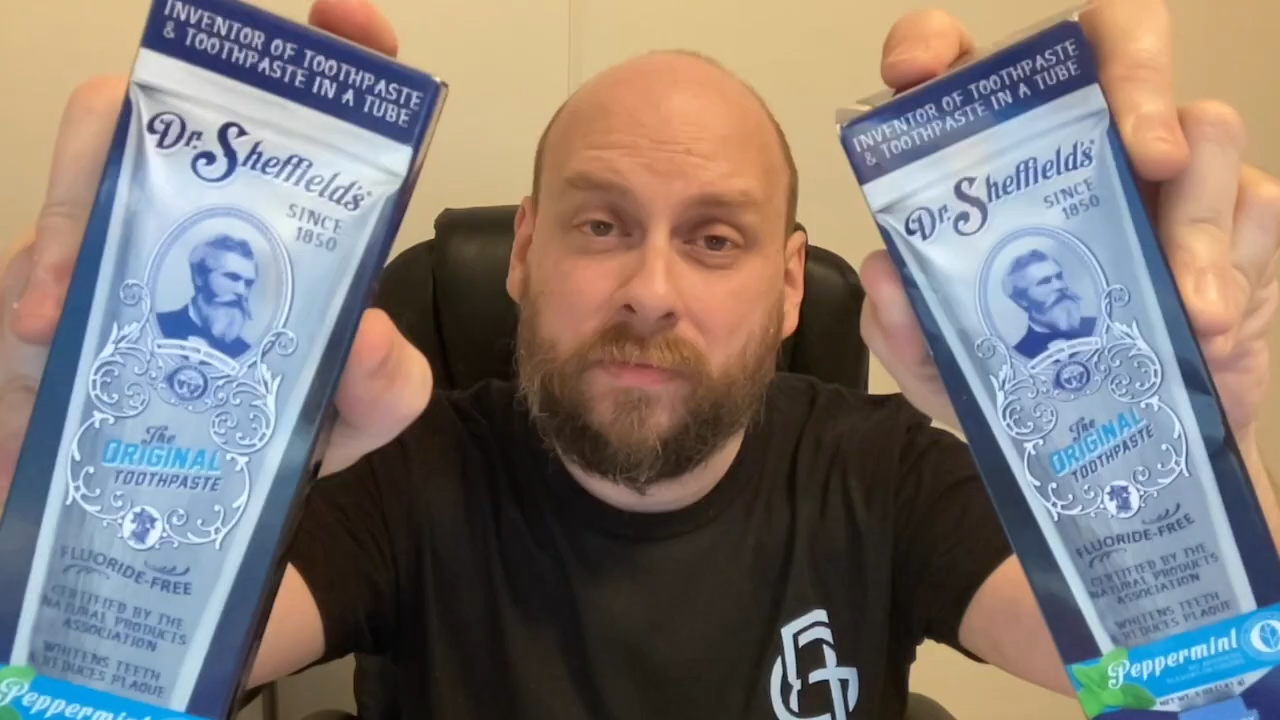 INVENTOR OF TOOTHPASTE
& TOOTHPASTE IN A TUBE
Dr. Sheffield's
SINCE
1850
The
ORIGINAL
TOOTHPASTE
FLUORIDE-FREE
CERTIFIED BY THE
NATURAL PRODUCTS
ASSOCIATION
WHITENS TEETH
REDUCES PLAQUE
Peppermint
INVENTOR OF TOOTHPASTE
& TOOTHPASTE IN A TUBE
Dr. Sheffield's
SINCE
1850
The
ORIGINAL
TOOTHPASTE
FLUORIDE-FREE
CERTIFIED BY THE
NATURAL PRODUCTS
ASSOCIATION
WHITENS TEETH
REDUCES PLAQUE
Peppermint